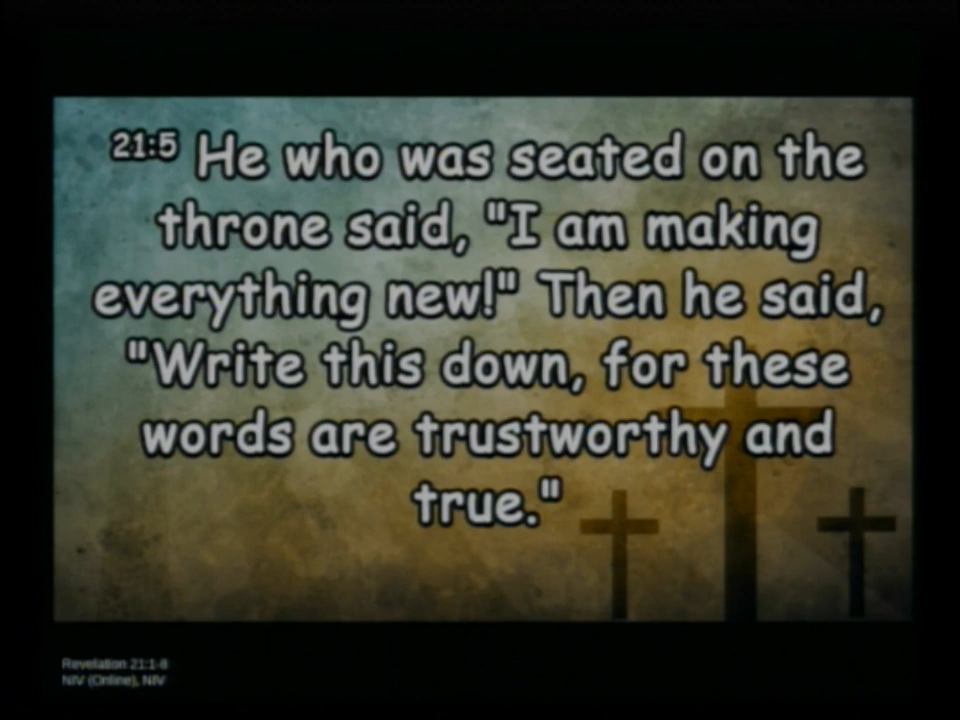 21:5 He who was seated on the
throne said, "I am making
everything new!" Then he said,
"Write this down, for these
words are trustworthy and
true."
Revelation 21:1-8
NIV (Online), NIV